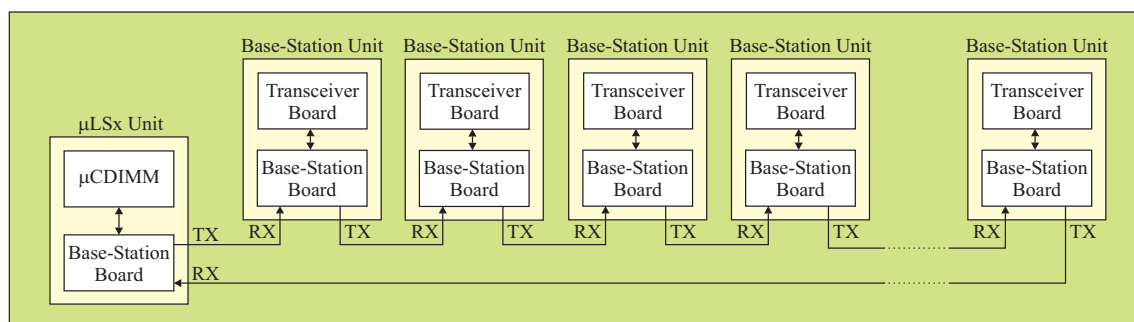 Base-Station Unit
Base-Station Unit
Base-Station Unit
Base-Station Unit
Base-Station Unit
Transceiver
Board
Transceiver
Board
Transceiver
Board
Transceiver
Board
Transceiver
Board
μLSx Unit
μCDIMM
Base-Station
Board
Base-Station
Board
Base-Station
Board
Base-Station
Board
Base-Station
Board
Base-Station
Board
TX
RX
TX
RX
TX
RX
TX
RX
TX
RX
TX
RX